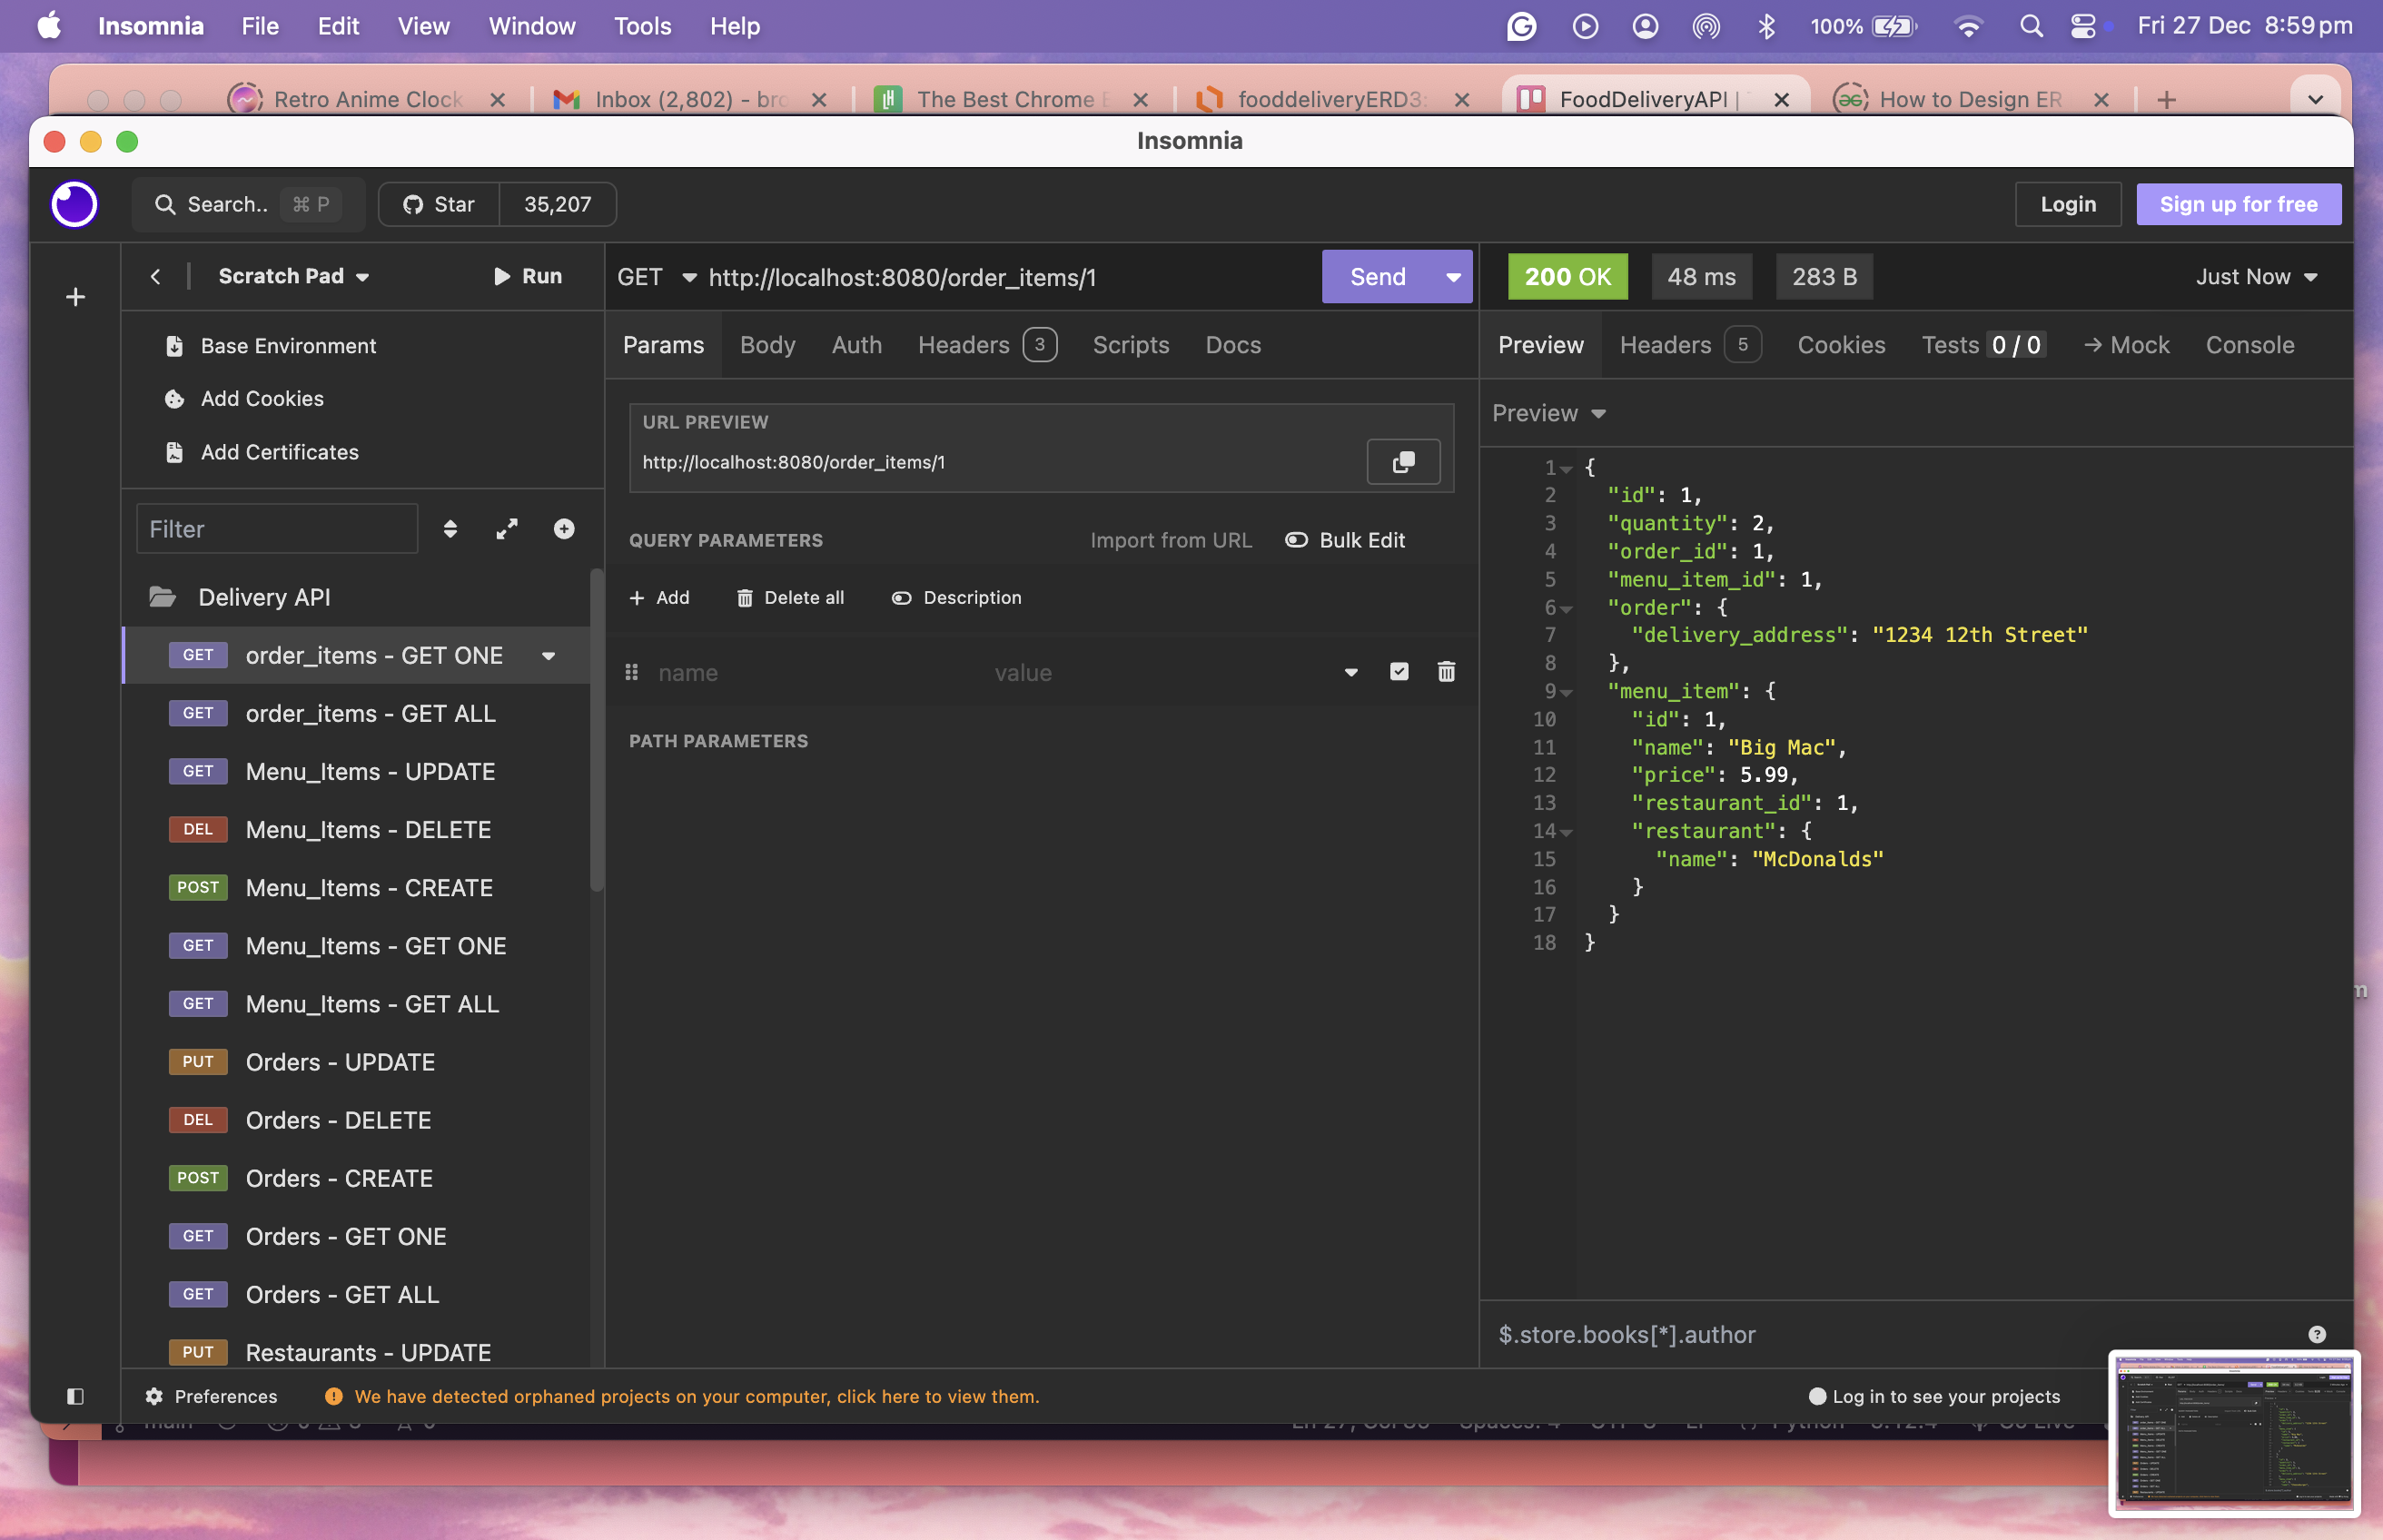 Insomnia File Edit View Window Tools Help 100% Fri 27 Dec 8:59 pm
Retro Anime Clock Inbox (2,802) - bro The Best Chrome E fooddeliveryERD3: FoodDeliveryAPI | How to Design ER
Insomnia
Search.. ⌘ P Star 35,207 Login Sign up for free
Scratch Pad Run
Base Environment
Add Cookies
Add Certificates
Filter
Delivery API
GET order_items - GET ONE
GET order_items - GET ALL
GET Menu_Items - UPDATE
DEL Menu_Items - DELETE
POST Menu_Items - CREATE
GET Menu_Items - GET ONE
GET Menu_Items - GET ALL
PUT Orders - UPDATE
DEL Orders - DELETE
POST Orders - CREATE
GET Orders - GET ONE
GET Orders - GET ALL
PUT Restaurants - UPDATE
GET http://localhost:8080/order_items/1 Send
Params Body Auth Headers 3 Scripts Docs
URL PREVIEW
http://localhost:8080/order_items/1
QUERY PARAMETERS Import from URL Bulk Edit
+ Add Delete all Description
name value
PATH PARAMETERS
200 OK 48 ms 283 B Just Now
Preview Headers 5 Cookies Tests 0 / 0 → Mock Console
Preview
1 {
2 "id": 1,
3 "quantity": 2,
4 "order_id": 1,
5 "menu_item_id": 1,
6 "order": {
7 "delivery_address": "1234 12th Street"
8 },
9 "menu_item": {
10 "id": 1,
11 "name": "Big Mac",
12 "price": 5.99,
13 "restaurant_id": 1,
14 "restaurant": {
15 "name": "McDonalds"
16 }
17 }
18 }
$.store.books[*].author
Preferences We have detected orphaned projects on your computer, click here to view them. Log in to see your projects